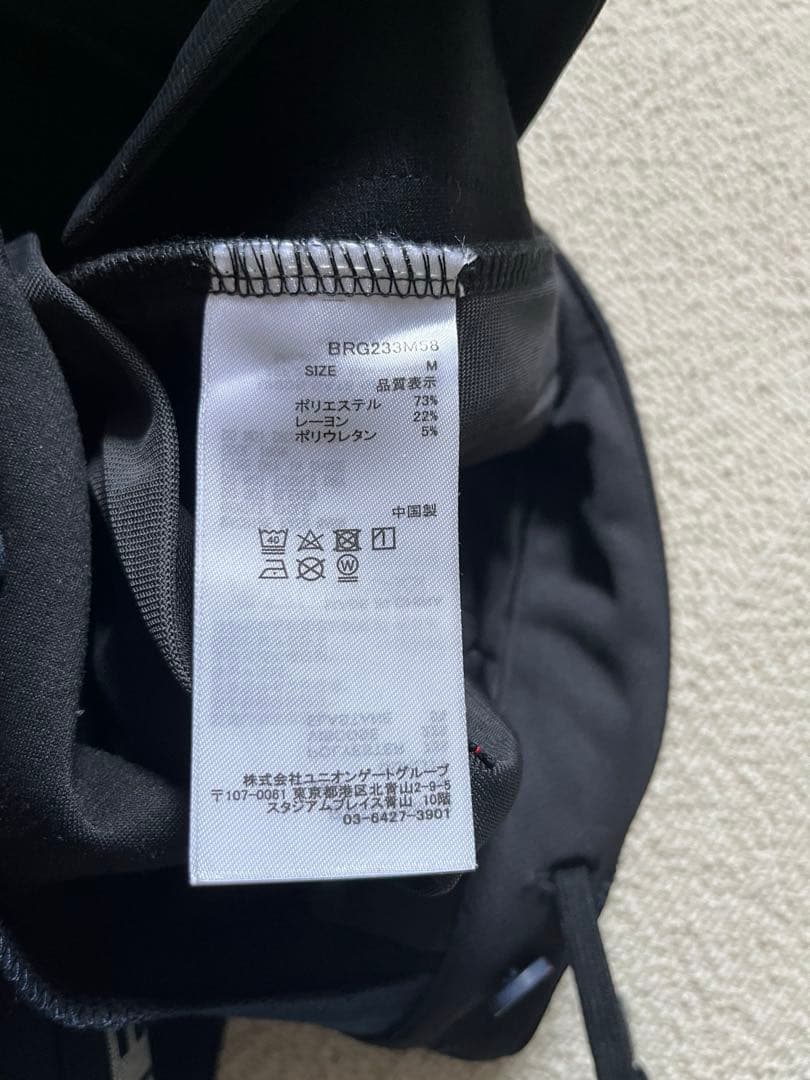 BRG233M58
SIZE M
品質表示
ポリエステル 73%
レーヨン 22%
ポリウレタン 5%
中国製
40
W
株式会社ユニオンゲートグループ
〒107-0061 東京都港区北青山2-9-5
スタジアムプレイス青山 10階
03-6427-3901